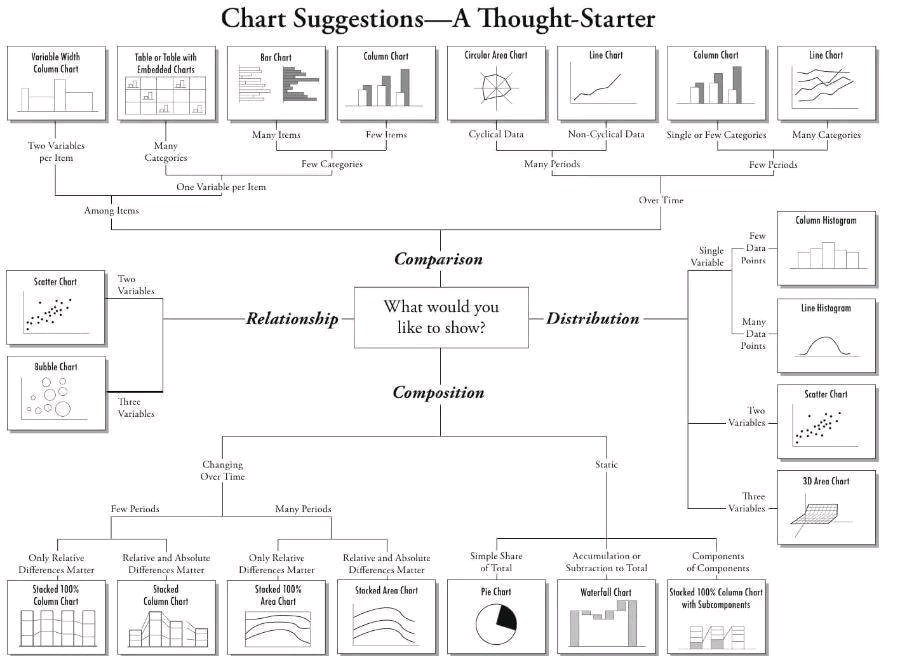 Chart Suggestions—A Thought-Starter
Variable Width
Column Chart
Table or Table with
Embedded Charts
Bar Chart
Column Chart
Circular Area Chart
Line Chart
Column Chart
Line Chart
Two Variables
per Item
Many
Categories
Many Items
Few Items
Cyclical Data
Non-Cyclical Data
Single or Few Categories
Many Categories
Few Categories
Many Periods
Few Periods
One Variable per Item
Among Items
Over Time
Comparison
What would you
like to show?
Relationship
Two
Variables
Scatter Chart
Bubble Chart
Three
Variables
Distribution
Single
Variable
Few
Data
Points
Column Histogram
Many
Data
Points
Line Histogram
Two
Variables
Scatter Chart
Three
Variables
3D Area Chart
Composition
Changing
Over Time
Static
Few Periods
Many Periods
Only Relative
Differences Matter
Relative and Absolute
Differences Matter
Only Relative
Differences Matter
Relative and Absolute
Differences Matter
Simple Share
of Total
Accumulation or
Subtraction to Total
Components
of Components
Stacked 100%
Column Chart
Stacked
Column Chart
Stacked 100%
Area Chart
Stacked Area Chart
Pie Chart
Waterfall Chart
Stacked 100% Column Chart
with Subcomponents